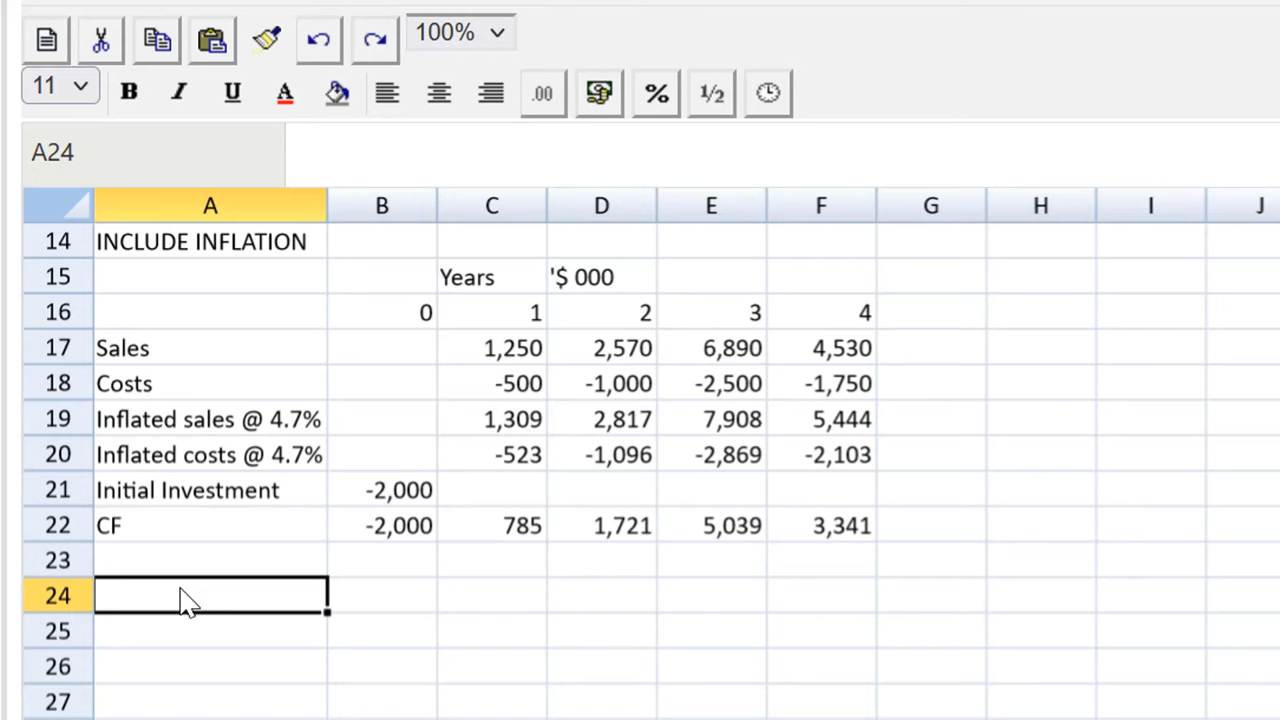 100%
11 B I U A .00 % 1/2
A24
A B C D E F G H I J
14 INCLUDE INFLATION
15 Years '$ 000
16 0 1 2 3 4
17 Sales 1,250 2,570 6,890 4,530
18 Costs -500 -1,000 -2,500 -1,750
19 Inflated sales @ 4.7% 1,309 2,817 7,908 5,444
20 Inflated costs @ 4.7% -523 -1,096 -2,869 -2,103
21 Initial Investment -2,000
22 CF -2,000 785 1,721 5,039 3,341
23
24
25
26
27